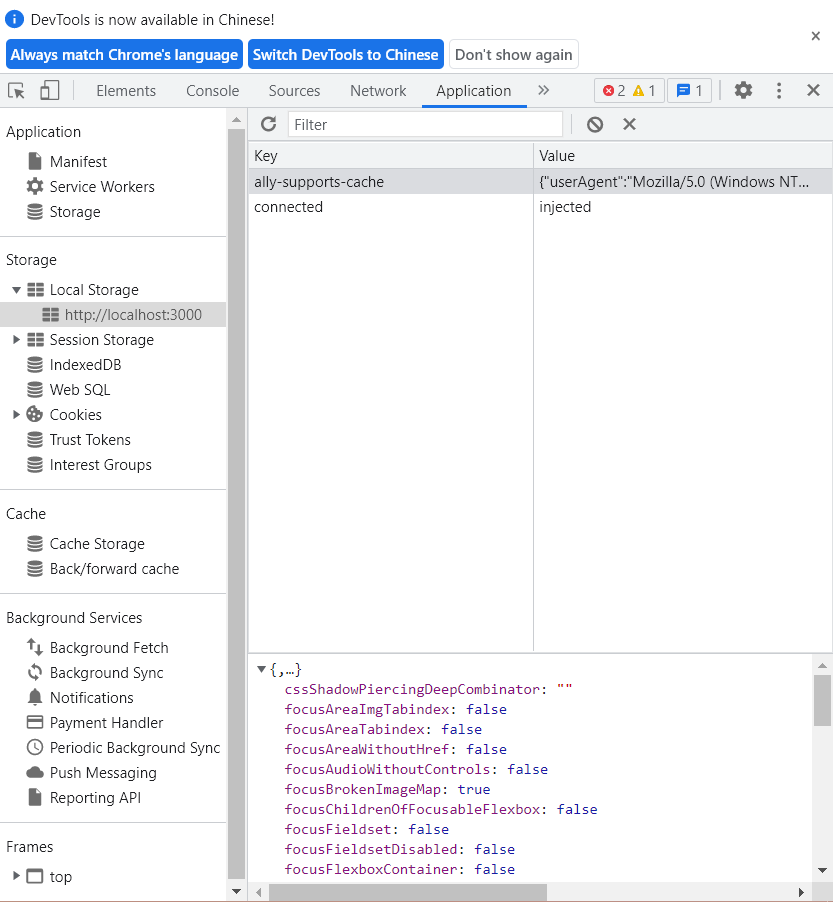 DevTools is now available in Chinese!
Always match Chrome's language Switch DevTools to Chinese Don't show again
Elements Console Sources Network Application 2 1 1
Application
Manifest
Service Workers
Storage
Storage
Local Storage
http://localhost:3000
Session Storage
IndexedDB
Web SQL
Cookies
Trust Tokens
Interest Groups
Cache
Cache Storage
Back/forward cache
Background Services
Background Fetch
Background Sync
Notifications
Payment Handler
Periodic Background Sync
Push Messaging
Reporting API
Frames
top
Filter
Key Value
ally-supports-cache {"userAgent":"Mozilla/5.0 (Windows NT...
connected injected
{,…}
cssShadowPiercingDeepCombinator: ""
focusAreaImgTabindex: false
focusAreaTabindex: false
focusAreaWithoutHref: false
focusAudioWithoutControls: false
focusBrokenImageMap: true
focusChildrenOfFocusableFlexbox: false
focusFieldset: false
focusFieldsetDisabled: false
focusFlexboxContainer: false